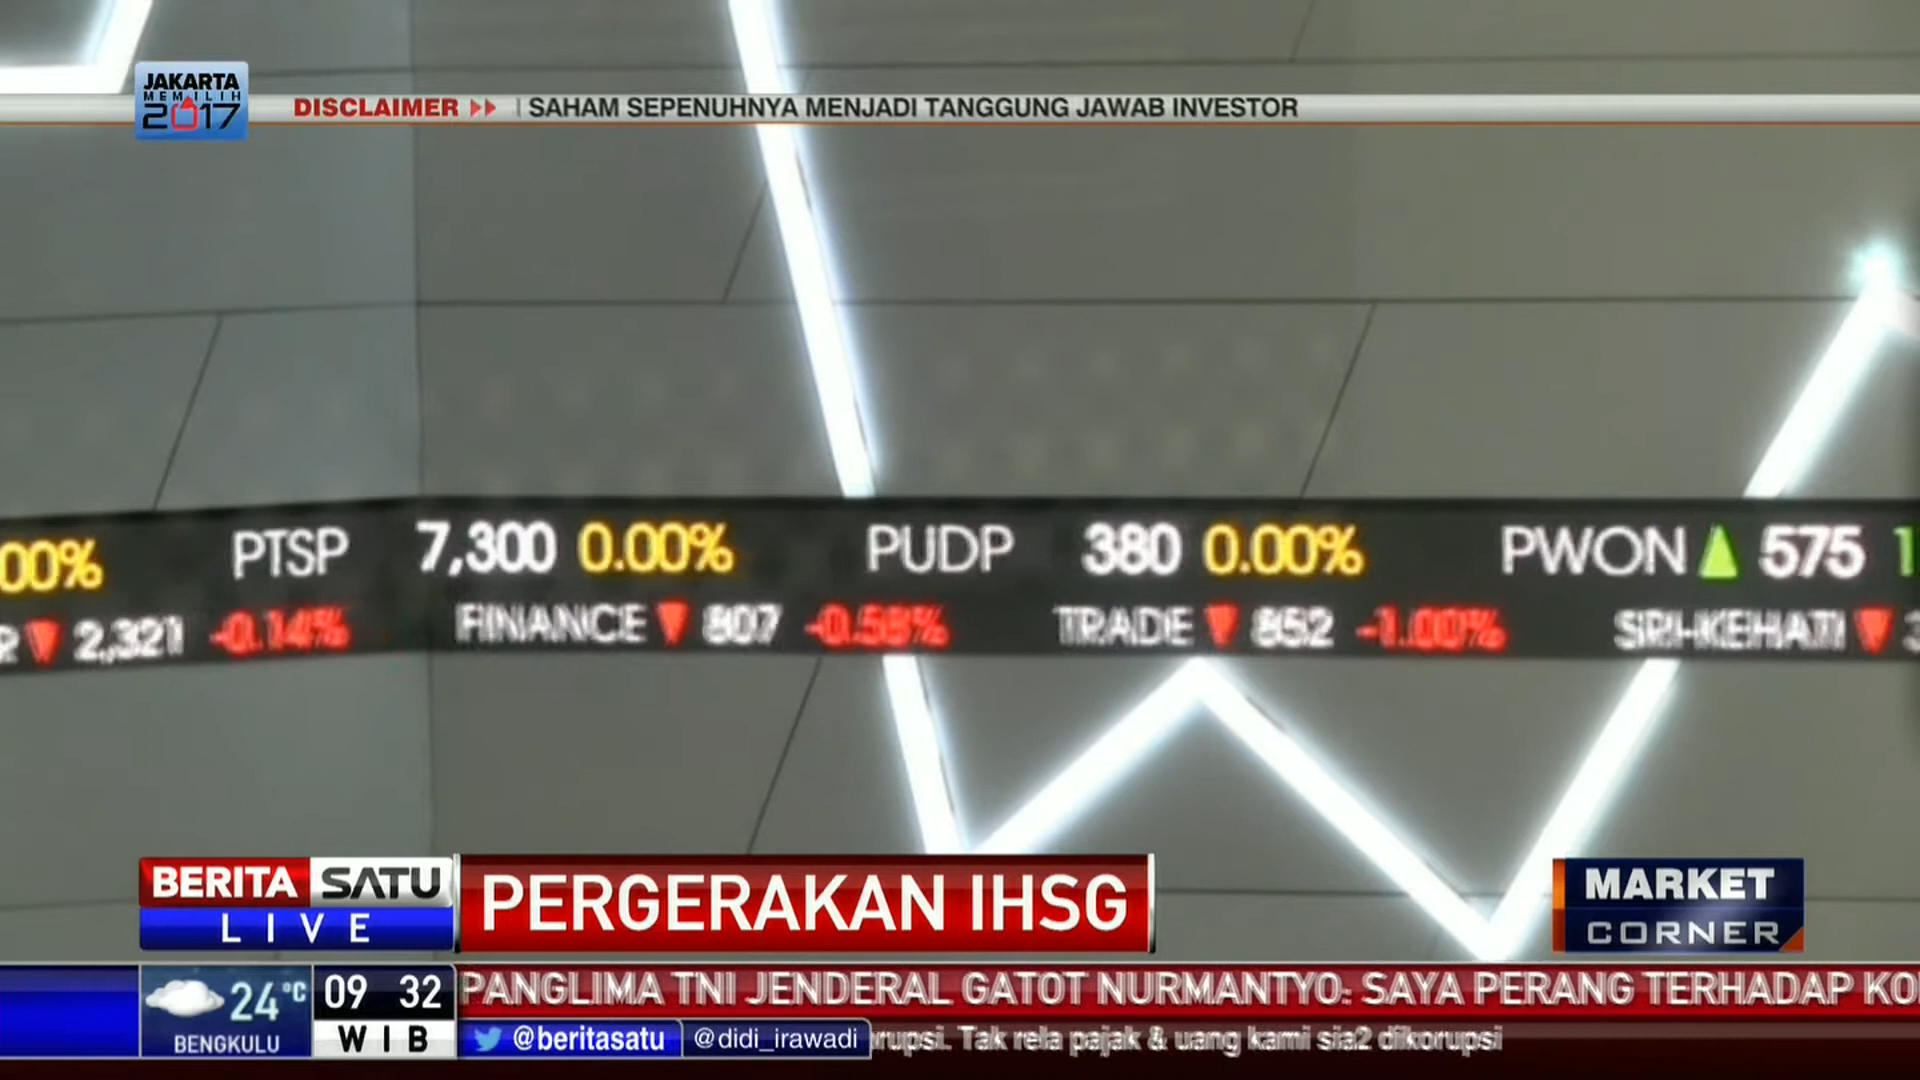 JAKARTA
MEMILIH
2017
DISCLAIMER
SAHAM SEPENUHNYA MENJADI TANGGUNG JAWAB INVESTOR
00% PTSP 7,300 0.00% PUDP 380 0.00% PWON 575
2,321 -0.14% FINANCE 807 -0.58% TRADE 852 -1.00% SRI-KEHATI
BERITA SATU
LIVE
PERGERAKAN IHSG
MARKET
CORNER
24°C
BENGKULU
09 32
WIB
PANGLIMA TNI JENDERAL GATOT NURMANTYO: SAYA PERANG TERHADAP
@beritasatu @didi_irawadi rupsi. Tak rela pajak & uang kami sia2 dikorupsi